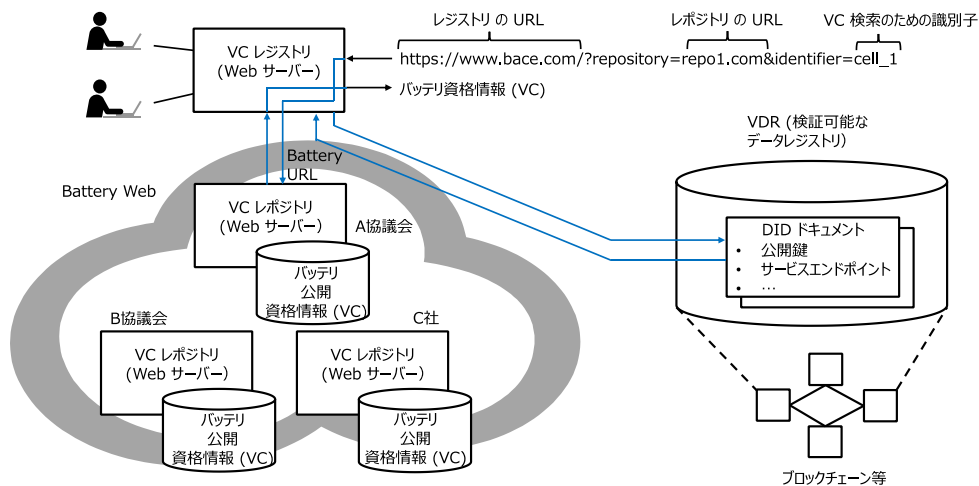 レジストリ の URL
レポジトリ の URL
VC 検索のための識別子
VC レジストリ
(Web サーバー)
https://www.bace.com/?repository=repo1.com&identifier=cell_1
バッテリ資格情報 (VC)
VDR (検証可能な
データレジストリ)
Battery
URL
Battery Web
VC レポジトリ
(Web サーバー)
A協議会
バッテリ
公開
資格情報 (VC)
DID ドキュメント
• 公開鍵
• サービスエンドポイント
• …
B協議会
VC レポジトリ
(Web サーバー)
バッテリ
公開
資格情報 (VC)
C社
VC レポジトリ
(Web サーバー)
バッテリ
公開
資格情報 (VC)
ブロックチェーン等